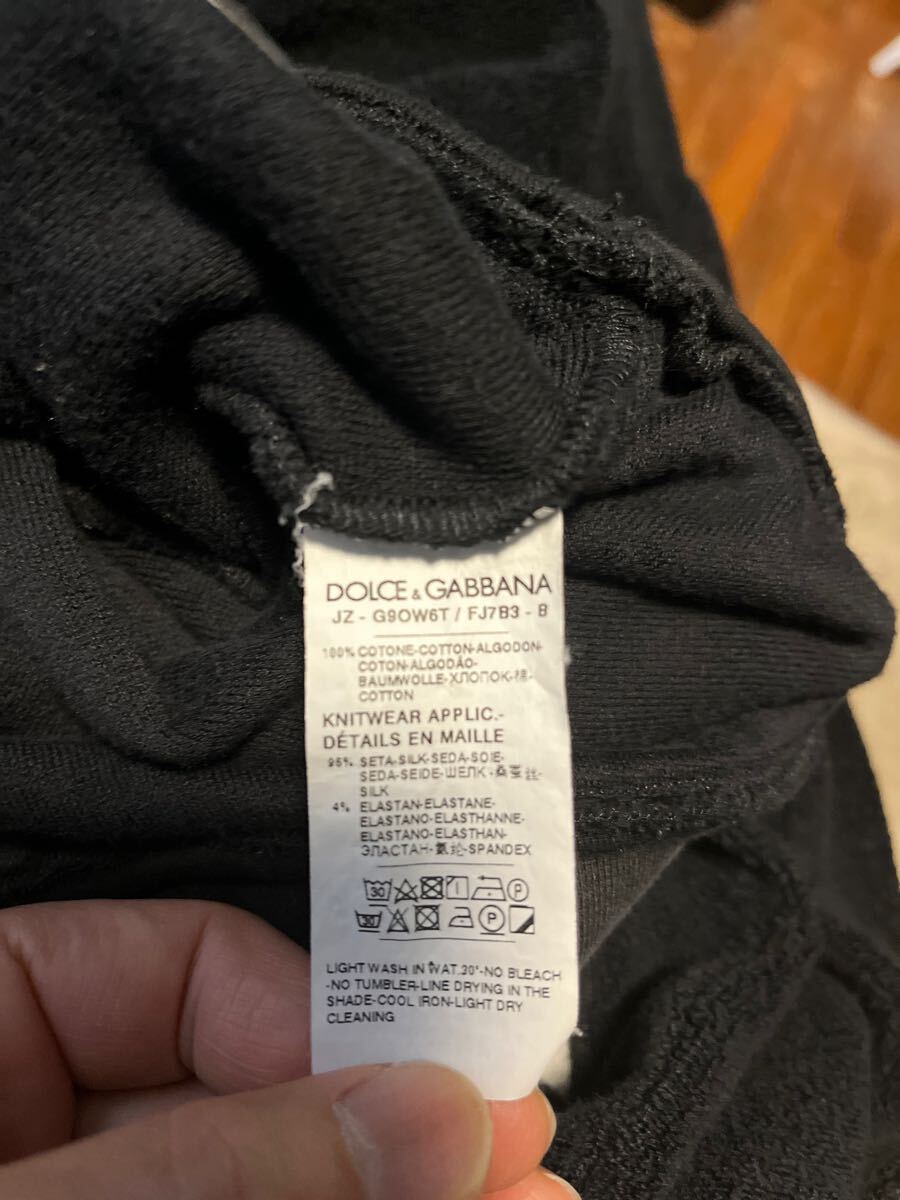 DOLCE & GABBANA
JZ - G9OW6T / FJ7B3 - B
100% COTONE-COTTON-ALGODON-
COTON-ALGODÃO-
BAUMWOLLE-ХЛОПОК-棉-
COTTON
KNITWEAR APPLIC.-
DÉTAILS EN MAILLE
96% SETA-SILK-SEDA-SOIE-
SEDA-SEIDE-ШЕЛК-桑蚕丝-
SILK
4% ELASTAN-ELASTANE-
ELASTANO-ELASTHANNE-
ELASTANO-ELASTHAN-
ЭЛАСТАН-氨纶-SPANDEX
30 P
30 P
LIGHT WASH IN WAT.30°-NO BLEACH
-NO TUMBLER-LINE DRYING IN THE
SHADE-COOL IRON-LIGHT DRY
CLEANING